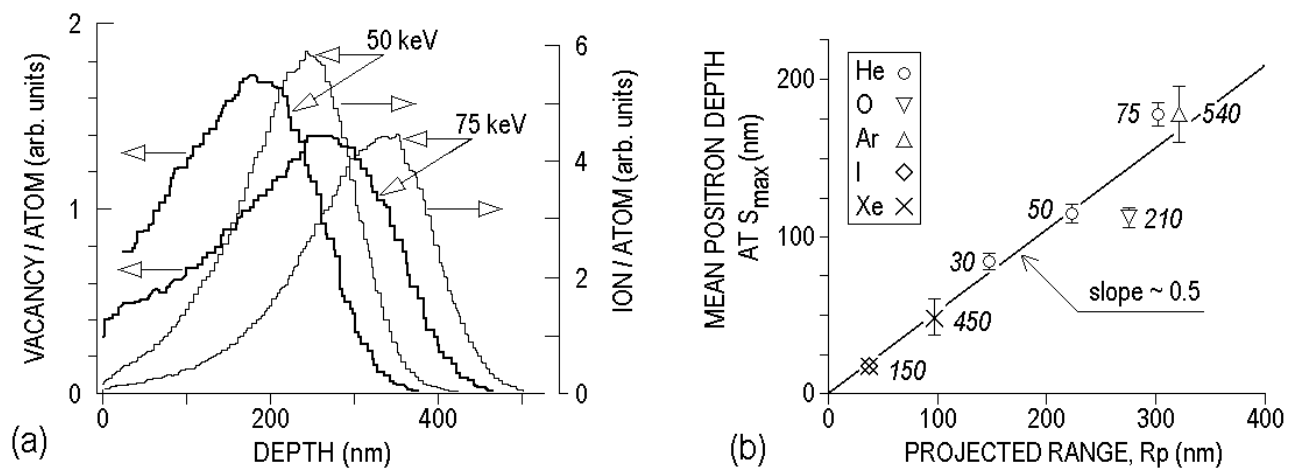 2
1
0
VACANCY / ATOM (arb. units)
50 keV
75 keV
6
4
2
0
ION / ATOM (arb. units)
0
200
400
DEPTH (nm)
(a)
MEAN POSITRON DEPTH
AT Smax (nm)
200
100
0
He
O
Ar
I
Xe
75
540
50
210
30
slope ~ 0.5
450
150
0
100
200
300
400
PROJECTED RANGE, Rp (nm)
(b)